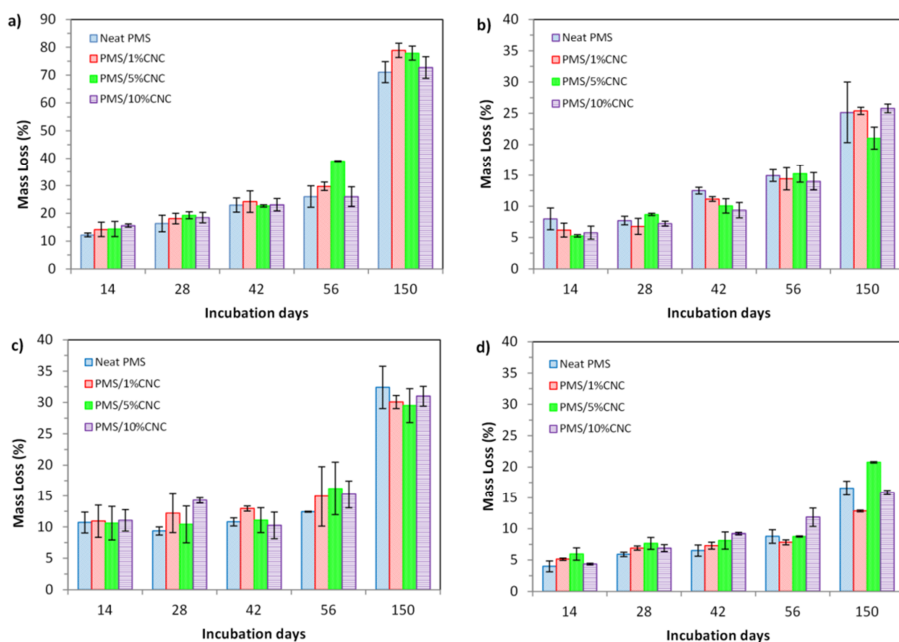 a)
Mass Loss (%)
90
80
70
60
50
40
30
20
10
0
Neat PMS
PMS/1%CNC
PMS/5%CNC
PMS/10%CNC
14 28 42 56 150
Incubation days
b)
Mass Loss (%)
40
35
30
25
20
15
10
5
0
Neat PMS
PMS/1%CNC
PMS/5%CNC
PMS/10%CNC
14 28 42 56 150
Incubation days
c)
Mass Loss (%)
40
35
30
25
20
15
10
5
0
Neat PMS
PMS/1%CNC
PMS/5%CNC
PMS/10%CNC
14 28 42 56 150
Incubation days
d)
Mass Loss (%)
40
35
30
25
20
15
10
5
0
Neat PMS
PMS/1%CNC
PMS/5%CNC
PMS/10%CNC
14 28 42 56 150
Incubation days